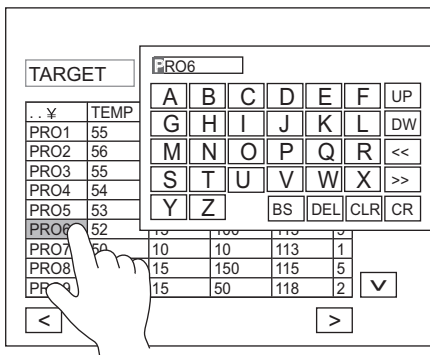 TARGET
PRO6
A B C D E F UP
G H I J K L DW
M N O P Q R <<
S T U V W X >>
Y Z BS DEL CLR CR
. . ¥ TEMP
PRO1 55
PRO2 56
PRO3 55
PRO4 54
PRO5 53
PRO6 52
PRO7 50 10 10 113 1
PRO8 15 150 115 5
15 50 118 2
V
< >